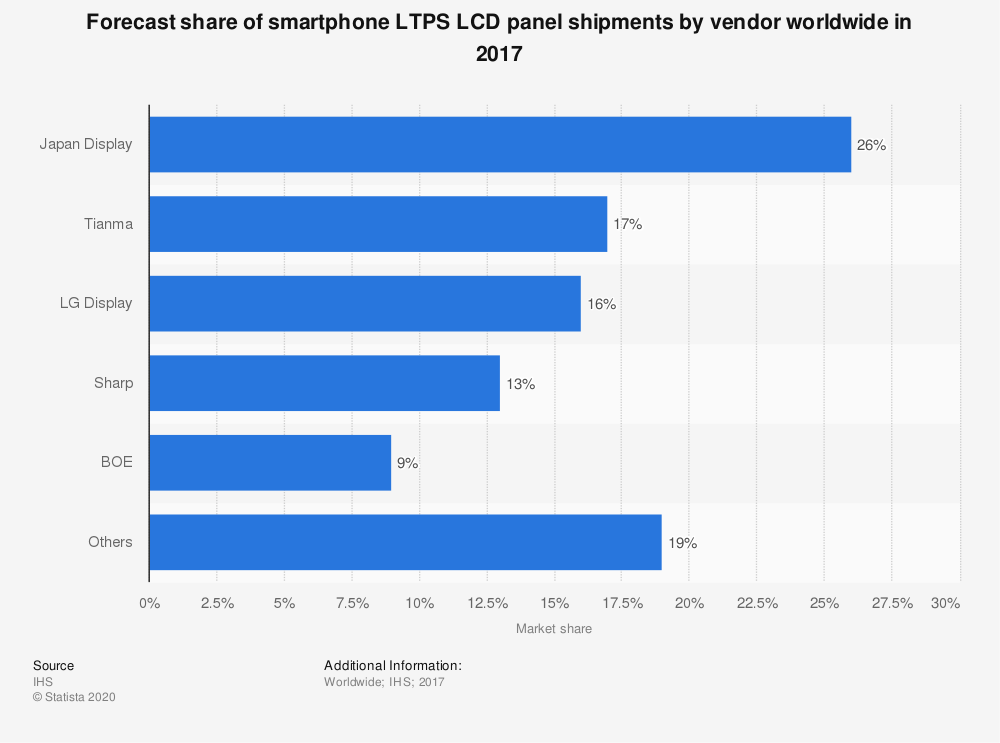 Forecast share of smartphone LTPS LCD panel shipments by vendor worldwide in
2017
Japan Display
26%
Tianma
17%
LG Display
16%
Sharp
13%
BOE
9%
Others
19%
0% 2.5% 5% 7.5% 10% 12.5% 15% 17.5% 20% 22.5% 25% 27.5% 30%
Market share
Source
IHS
© Statista 2020
Additional Information:
Worldwide; IHS; 2017